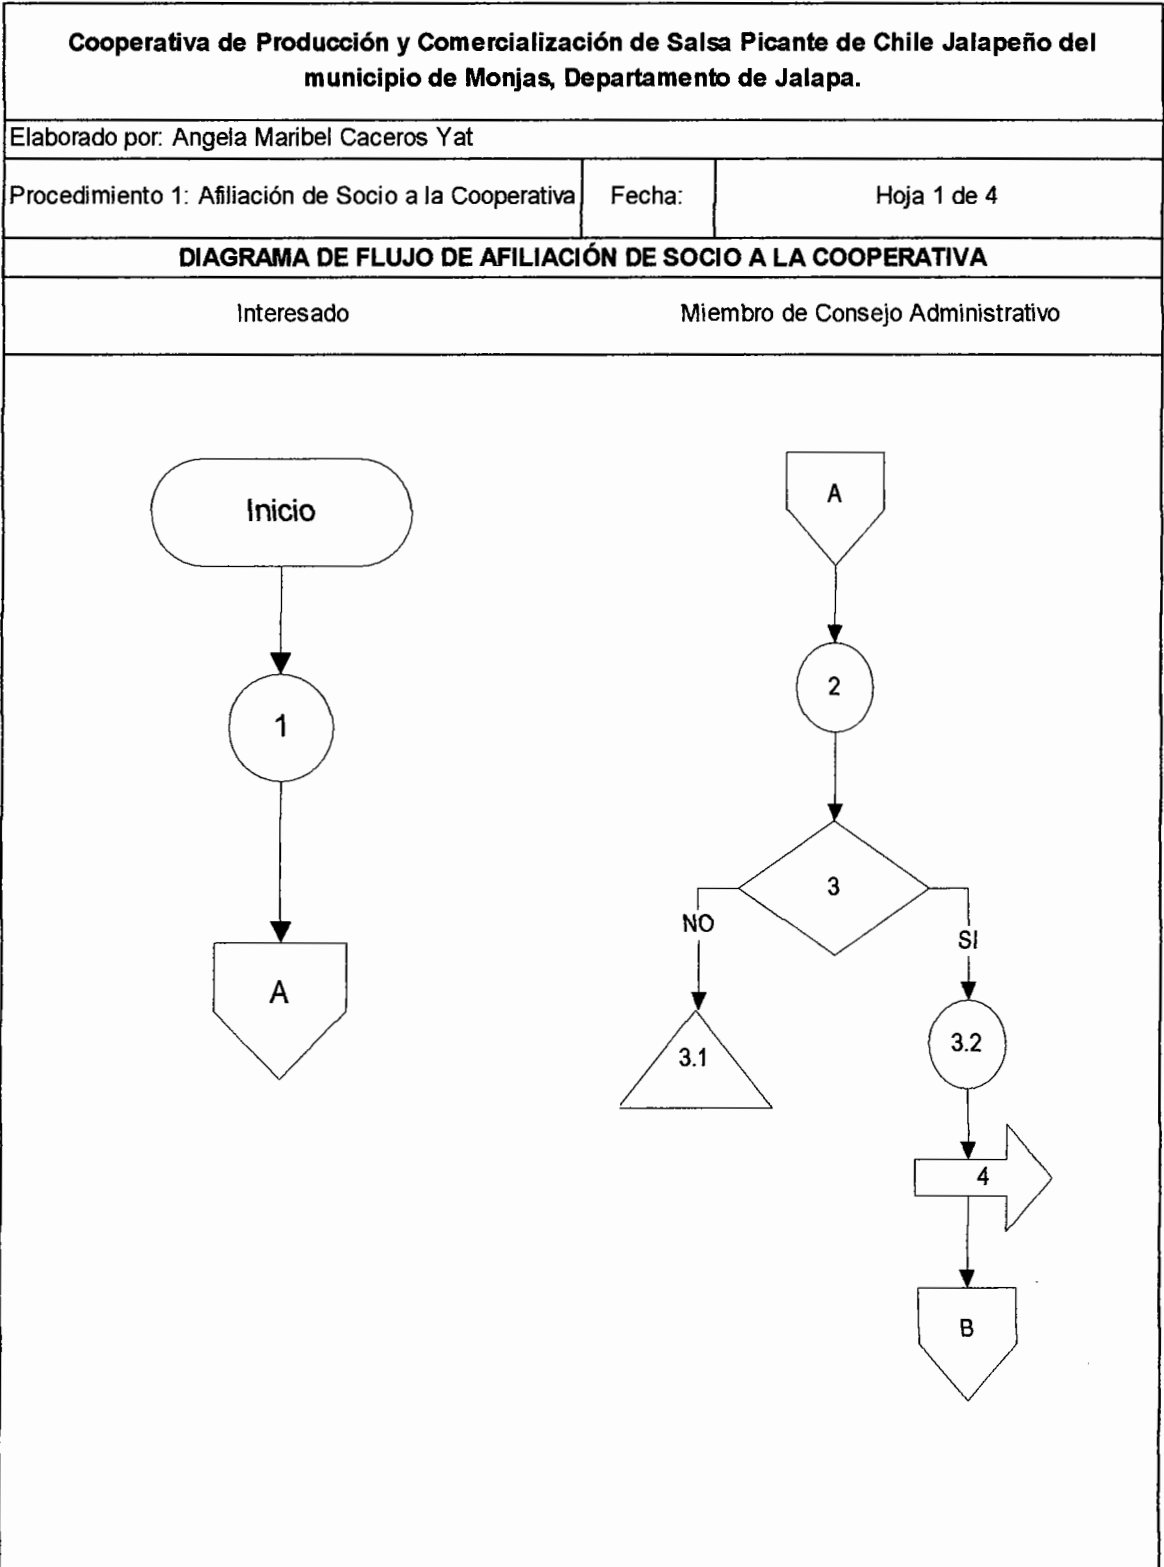 Cooperativa de Producción y Comercialización de Salsa Picante de Chile Jalapeño del
municipio de Monjas, Departamento de Jalapa.
Elaborado por: Angela Maribel Caceros Yat
Procedimiento 1: Afiliación de Socio a la Cooperativa
Fecha:
Hoja 1 de 4
DIAGRAMA DE FLUJO DE AFILIACIÓN DE SOCIO A LA COOPERATIVA
Interesado
Miembro de Consejo Administrativo
Inicio
1
A
A
2
3
NO
SI
3.1
3.2
4
B